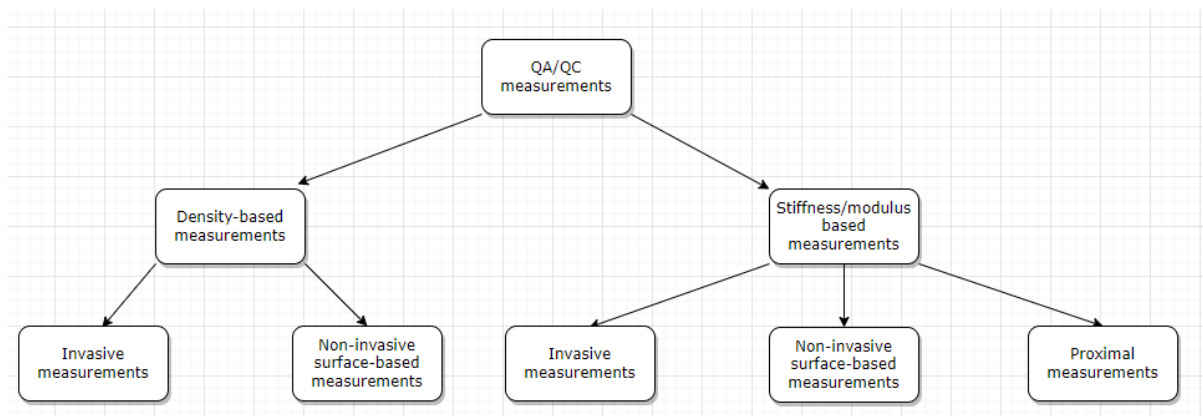 QA/QC
measurements
Density-based
measurements
Stiffness/modulus
based
measurements
Invasive
measurements
Non-invasive
surface-based
measurements
Invasive
measurements
Non-invasive
surface-based
measurements
Proximal
measurements